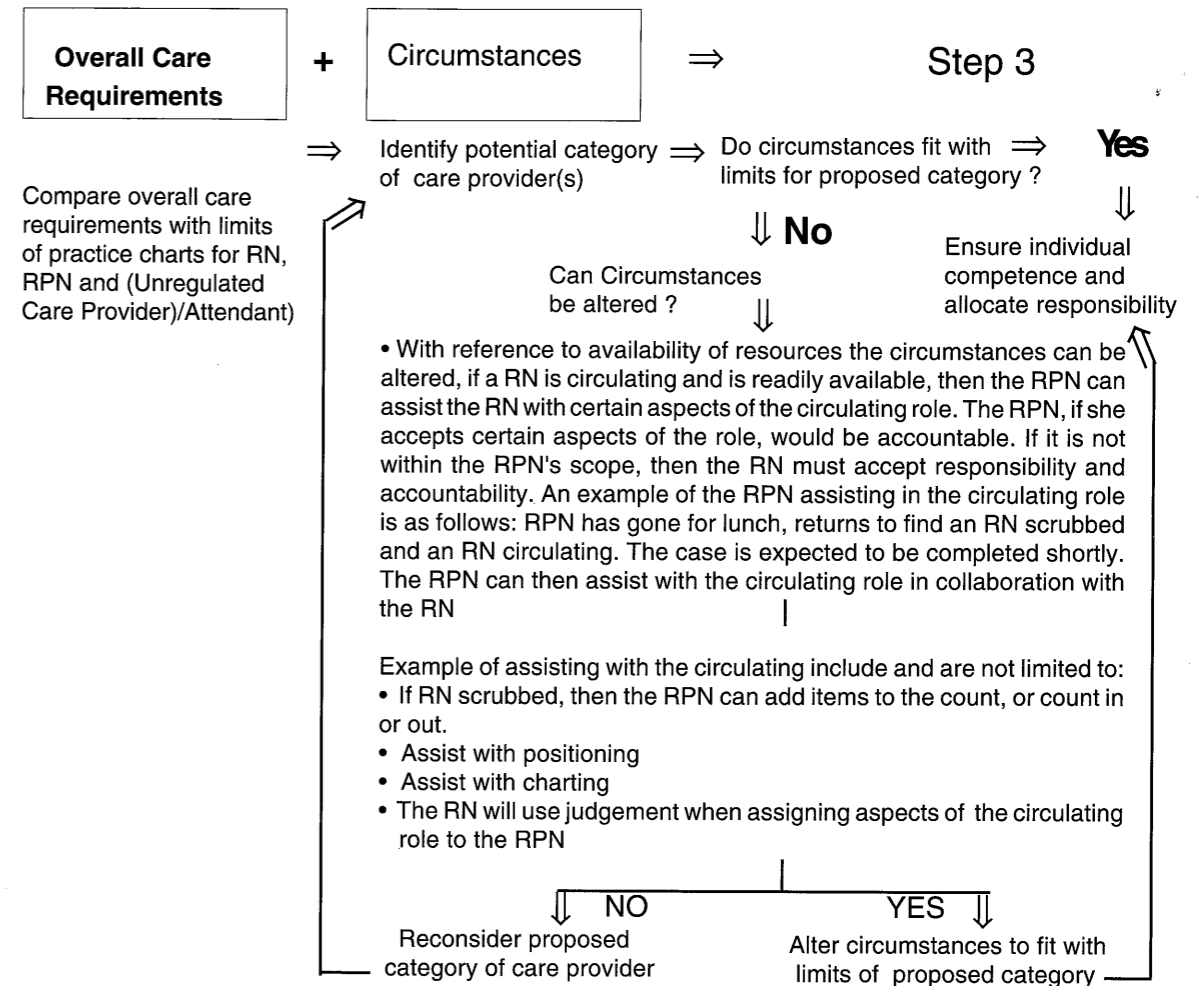 Overall Care
Requirements
+
Circumstances
⇒
Step 3
⇒
Identify potential category
of care provider(s)
⇒
Do circumstances fit with
limits for proposed category ?
⇒
Yes
Compare overall care
requirements with limits
of practice charts for RN,
RPN and (Unregulated
Care Provider)/Attendant)
No
Ensure individual
competence and
allocate responsibility
Can Circumstances
be altered ?
• With reference to availability of resources the circumstances can be
altered, if a RN is circulating and is readily available, then the RPN can
assist the RN with certain aspects of the circulating role. The RPN, if she
accepts certain aspects of the role, would be accountable. If it is not
within the RPN's scope, then the RN must accept responsibility and
accountability. An example of the RPN assisting in the circulating role
is as follows: RPN has gone for lunch, returns to find an RN scrubbed
and an RN circulating. The case is expected to be completed shortly.
The RPN can then assist with the circulating role in collaboration with
the RN
Example of assisting with the circulating include and are not limited to:
• If RN scrubbed, then the RPN can add items to the count, or count in
or out.
• Assist with positioning
• Assist with charting
• The RN will use judgement when assigning aspects of the circulating
role to the RPN
NO
YES
Reconsider proposed
category of care provider
Alter circumstances to fit with
limits of proposed category